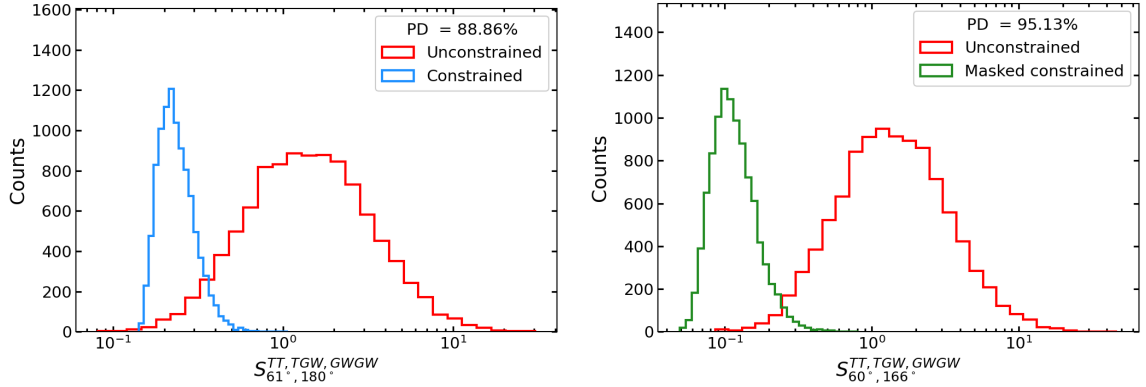 PD = 88.86%
Unconstrained
Constrained
Counts
1600
1400
1200
1000
800
600
400
200
0
10⁻¹ 10⁰ 10¹
S^{TT,TGW,GWGW}_{61°,180°}
PD = 95.13%
Unconstrained
Masked constrained
Counts
1400
1200
1000
800
600
400
200
0
10⁻¹ 10⁰ 10¹
S^{TT,TGW,GWGW}_{60°,166°}